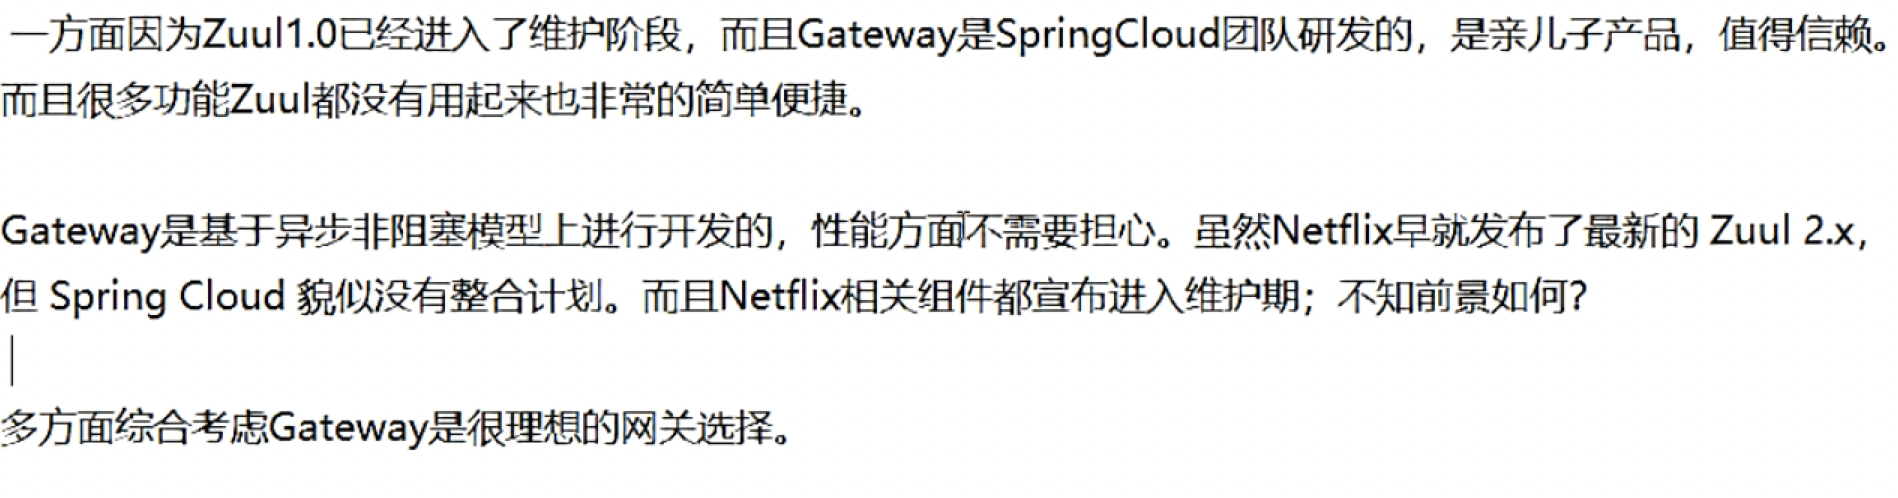 一方面因为Zuul1.0已经进入了维护阶段，而且Gateway是SpringCloud团队研发的，是亲儿子产品，值得信赖。
而且很多功能Zuul都没有用起来也非常的简单便捷。
Gateway是基于异步非阻塞模型上进行开发的，性能方面不需要担心。虽然Netflix早就发布了最新的 Zuul 2.x，
但 Spring Cloud 貌似没有整合计划。而且Netflix相关组件都宣布进入维护期；不知前景如何？
多方面综合考虑Gateway是很理想的网关选择。